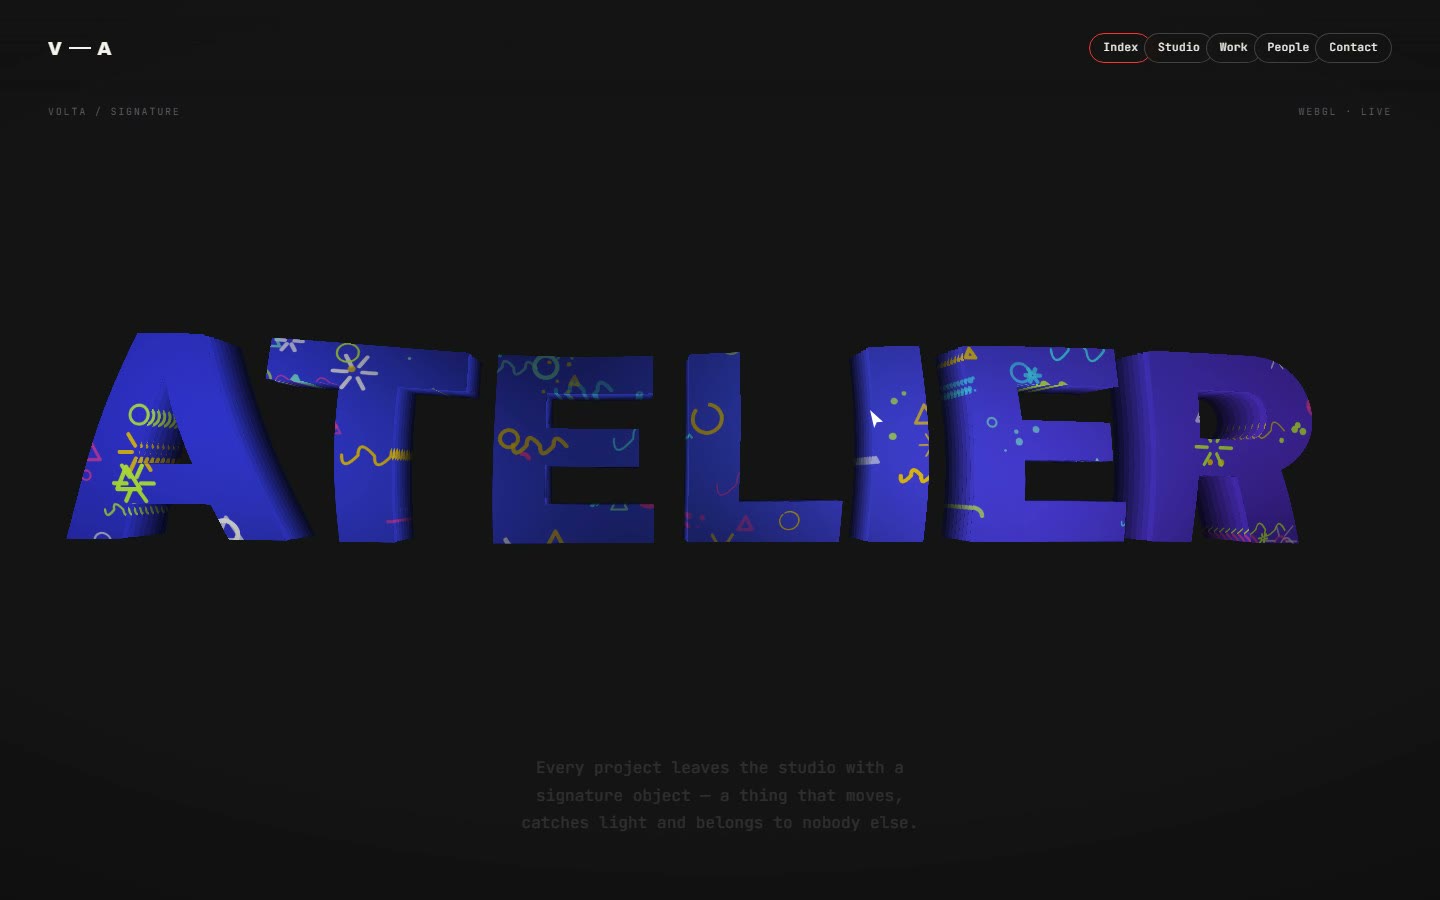 V — A
Index Studio Work People Contact
VOLTA / SIGNATURE
WEBGL · LIVE
ATELIER
Every project leaves the studio with a
signature object — a thing that moves,
catches light and belongs to nobody else.